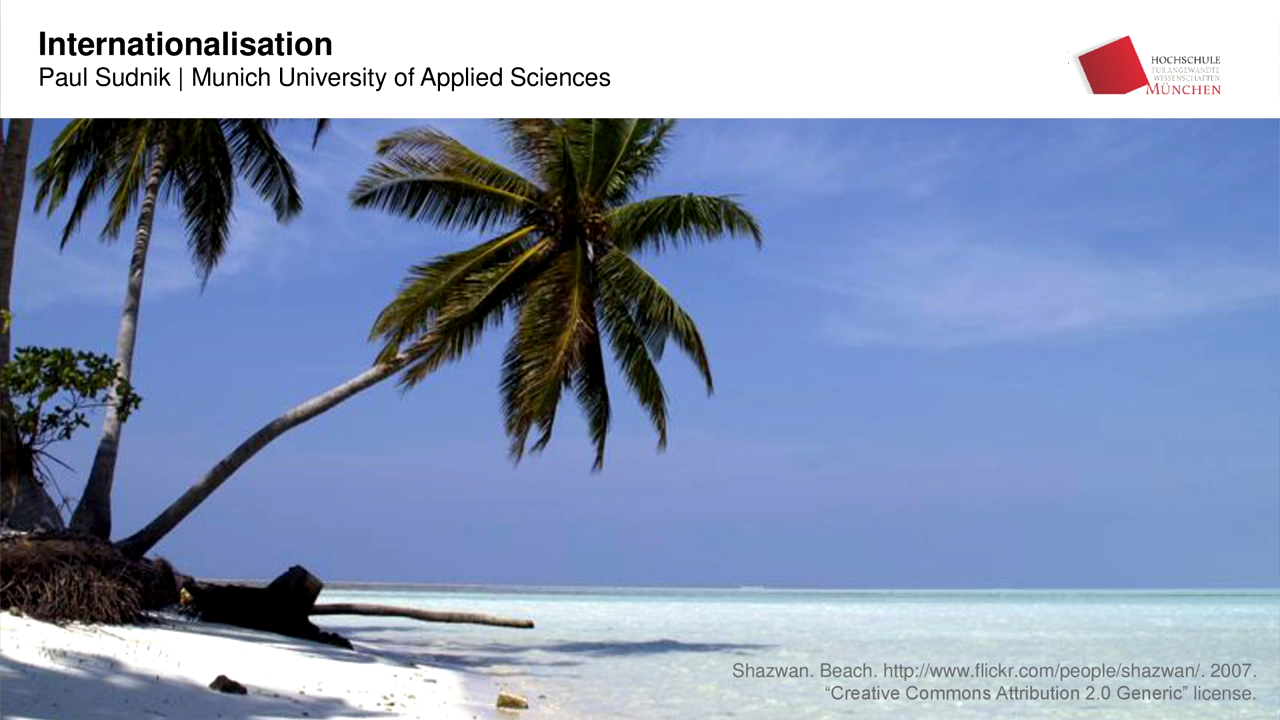 Internationalisation
Paul Sudnik | Munich University of Applied Sciences
HOCHSCHULE
FÜR ANGEWANDTE
WISSENSCHAFTEN
MÜNCHEN
Shazwan. Beach. http://www.flickr.com/people/shazwan/. 2007.
“Creative Commons Attribution 2.0 Generic” license.